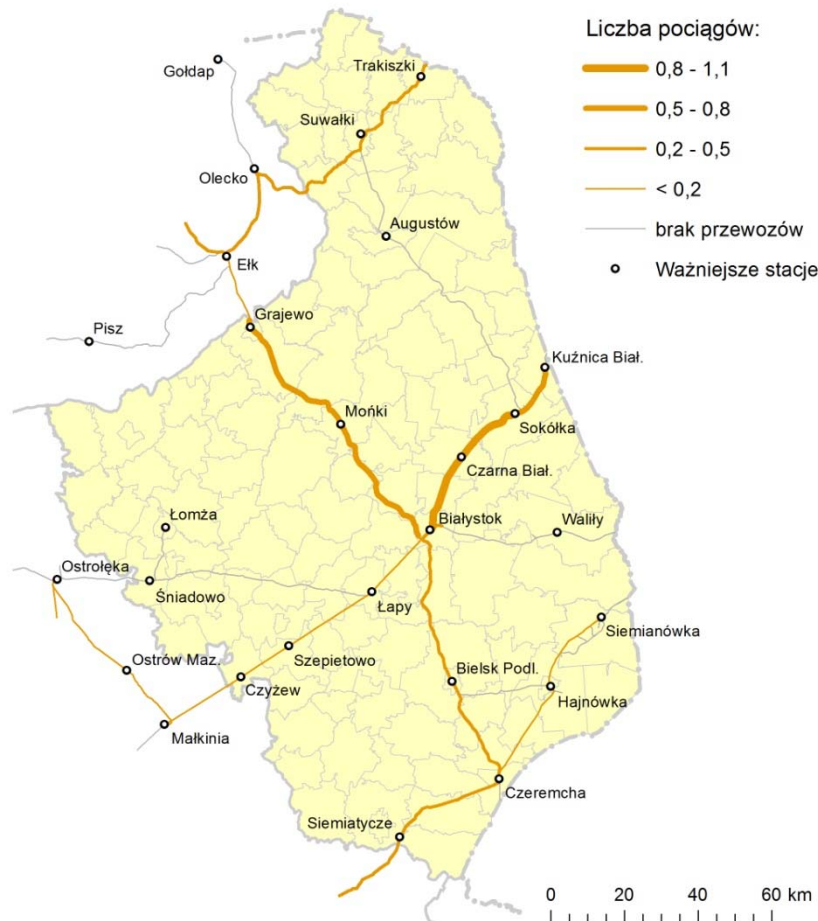 Liczba pociągów:
0,8 - 1,1
0,5 - 0,8
0,2 - 0,5
< 0,2
brak przewozów
Ważniejsze stacje
Gołdap
Trakiszki
Suwałki
Olecko
Augustów
Ełk
Grajewo
Pisz
Kuźnica Biał.
Mońki
Sokółka
Czarna Biał.
Łomża
Białystok
Waliły
Ostrołęka
Śniadowo
Łapy
Siemianówka
Szepietowo
Ostrów Maz.
Bielsk Podl.
Czyżew
Hajnówka
Małkinia
Czeremcha
Siemiatycze
0 20 40 60 km